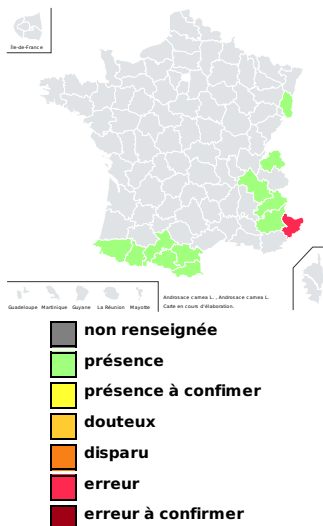 Île-de-France
Guadeloupe Martinique Guyane La Réunion Mayotte
Androsace carnea L. , Androsace carnea L.
Carte en cours d'élaboration.
non renseignée
présence
présence à confimer
douteux
disparu
erreur
erreur à confirmer